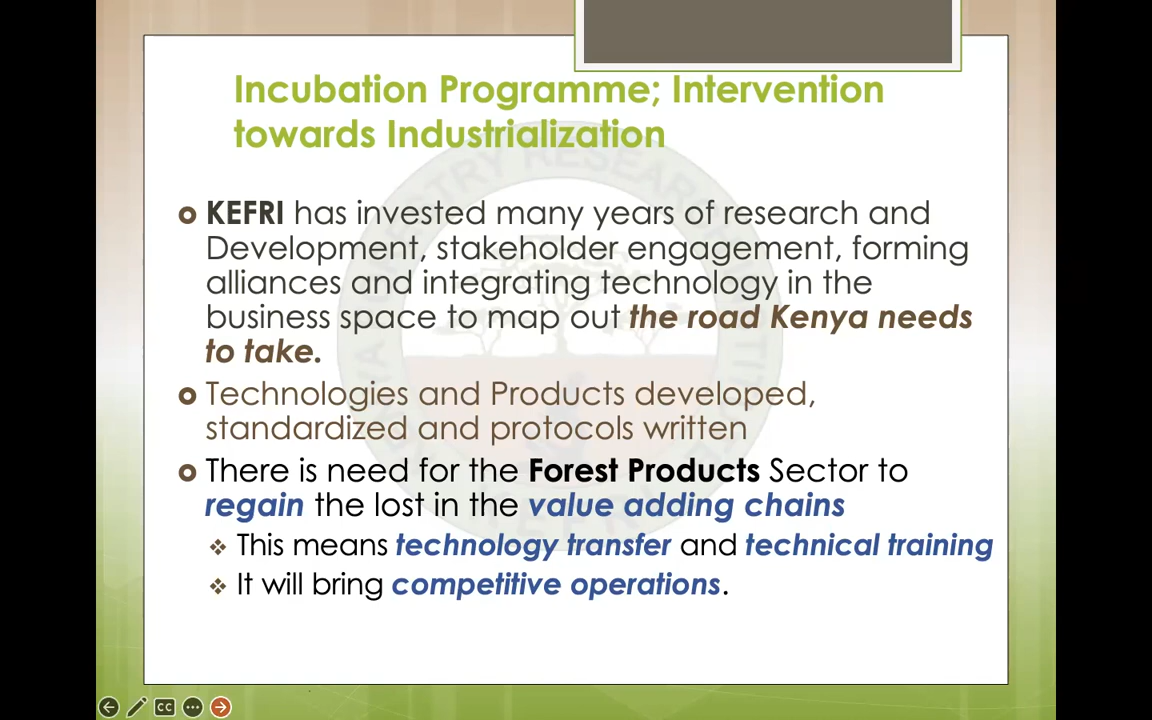 Incubation Programme; Intervention
towards Industrialization
KEFRI has invested many years of research and
Development, stakeholder engagement, forming
alliances and integrating technology in the
business space to map out the road Kenya needs
to take.
Technologies and Products developed,
standardized and protocols written
There is need for the Forest Products Sector to
regain the lost in the value adding chains
This means technology transfer and technical training
It will bring competitive operations.
CC